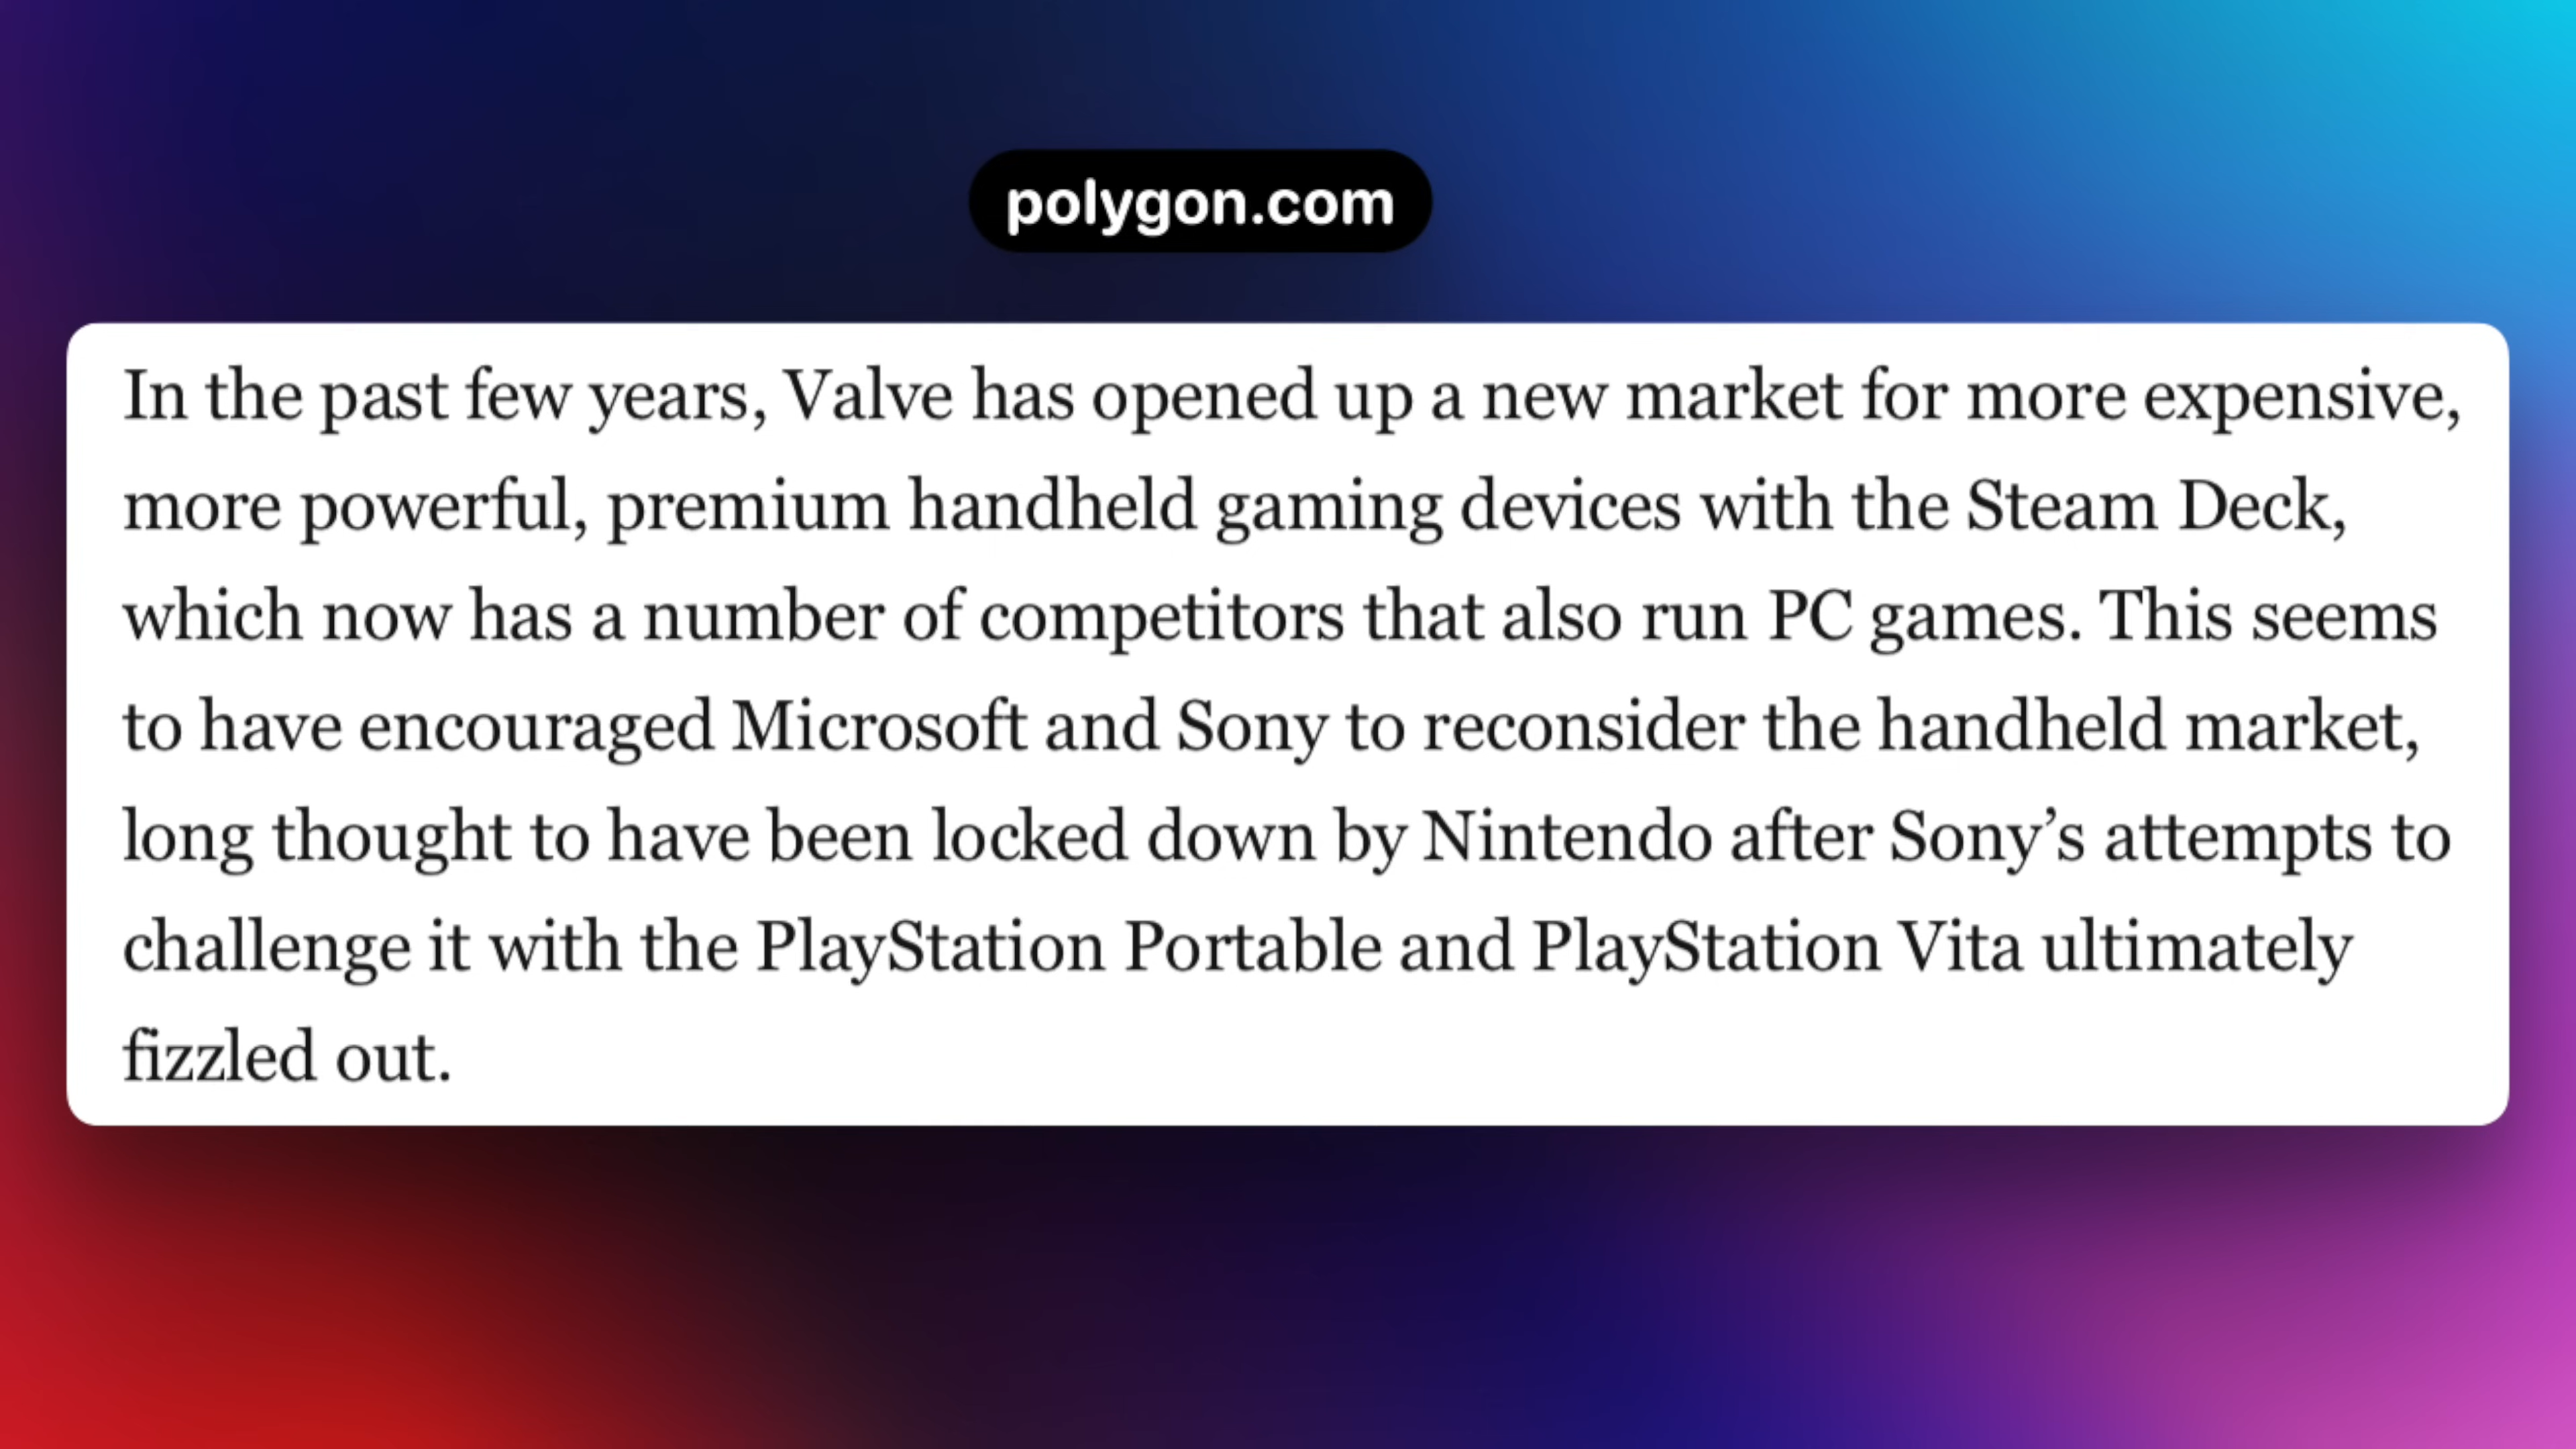 polygon.com
In the past few years, Valve has opened up a new market for more expensive,
more powerful, premium handheld gaming devices with the Steam Deck,
which now has a number of competitors that also run PC games. This seems
to have encouraged Microsoft and Sony to reconsider the handheld market,
long thought to have been locked down by Nintendo after Sony’s attempts to
challenge it with the PlayStation Portable and PlayStation Vita ultimately
fizzled out.